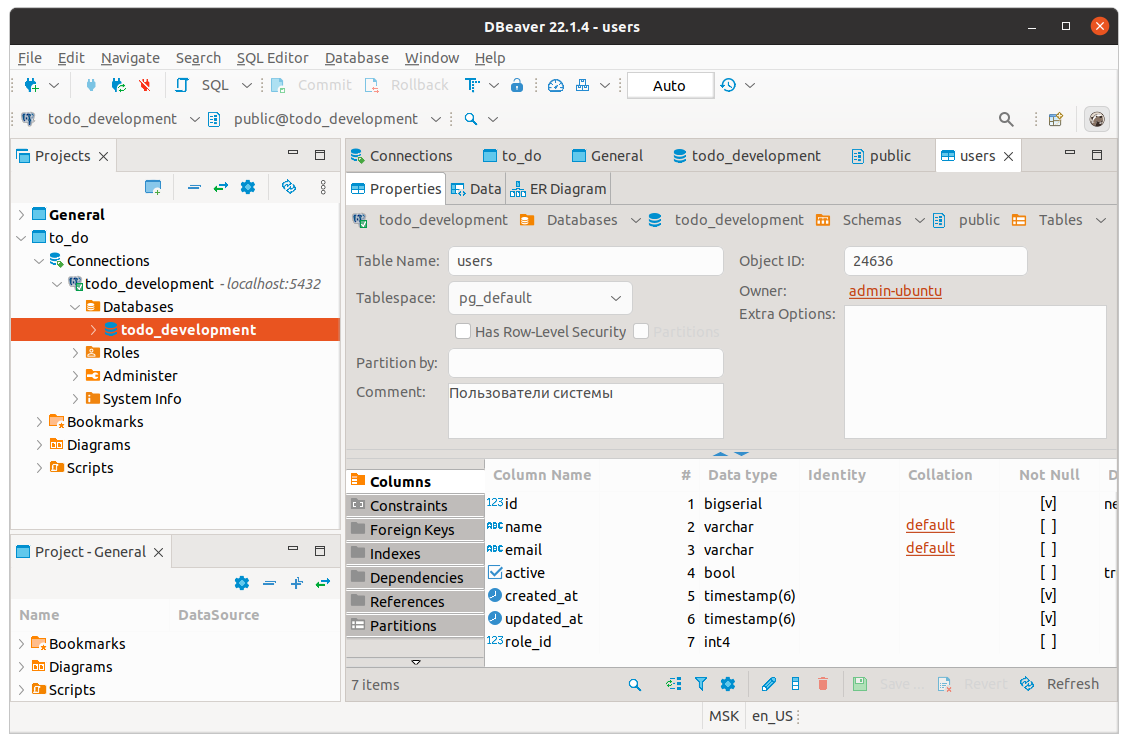 DBeaver 22.1.4 - users
File Edit Navigate Search SQL Editor Database Window Help
SQL Commit Rollback Auto
todo_development public@todo_development
Projects
General
to_do
Connections
todo_development - localhost:5432
Databases
todo_development
Roles
Administer
System Info
Bookmarks
Diagrams
Scripts
Project - General
Name DataSource
Bookmarks
Diagrams
Scripts
Connections to_do General todo_development public users
Properties Data ER Diagram
todo_development Databases todo_development Schemas public Tables
Table Name: users Object ID: 24636
Tablespace: pg_default Owner: admin-ubuntu
Has Row-Level Security Partitions Extra Options:
Partition by:
Comment: Пользователи системы
Columns
Constraints
Foreign Keys
Indexes
Dependencies
References
Partitions
Column Name # Data type Identity Collation Not Null D
123 id 1 bigserial [v] ne
ABC name 2 varchar default [ ]
ABC email 3 varchar default [ ]
active 4 bool [ ] tr
created_at 5 timestamp(6) [v]
updated_at 6 timestamp(6) [v]
123 role_id 7 int4 [ ]
7 items Save... Revert Refresh
MSK en_US